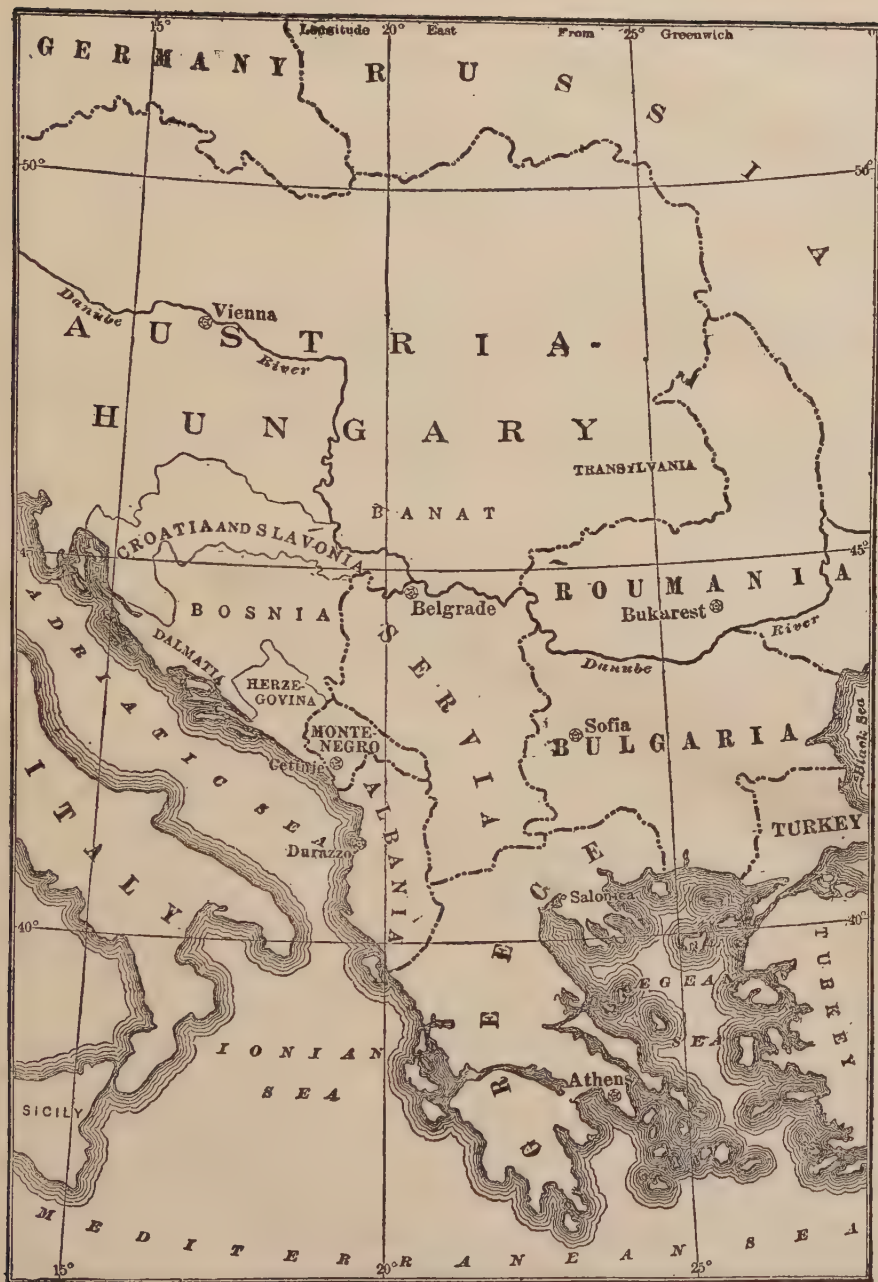 15° Longitude 20° East From 25° Greenwich
GERMANY
RUSSIA
50°
50°
Danube
Vienna
River
AUSTRIA-
HUNGARY
TRANSYLVANIA
BANAT
CROATIA AND SLAVONIA
45°
ROUMANIA
BOSNIA
Belgrade
Bukarest
River
Danube
ADRIATIC SEA
DALMATIA
HERZE-
GOVINA
SERVIA
MONTE-
NEGRO
Cetinje
Sofia
BULGARIA
Black Sea
ITALY
ALBANIA
Durazzo
TURKEY
GREECE
Salonica
40°
40°
TURKEY
EGEAN
SEA
IONIAN
SEA
Athens
SICILY
MEDITERRANEAN SEA
15°
20°
25°